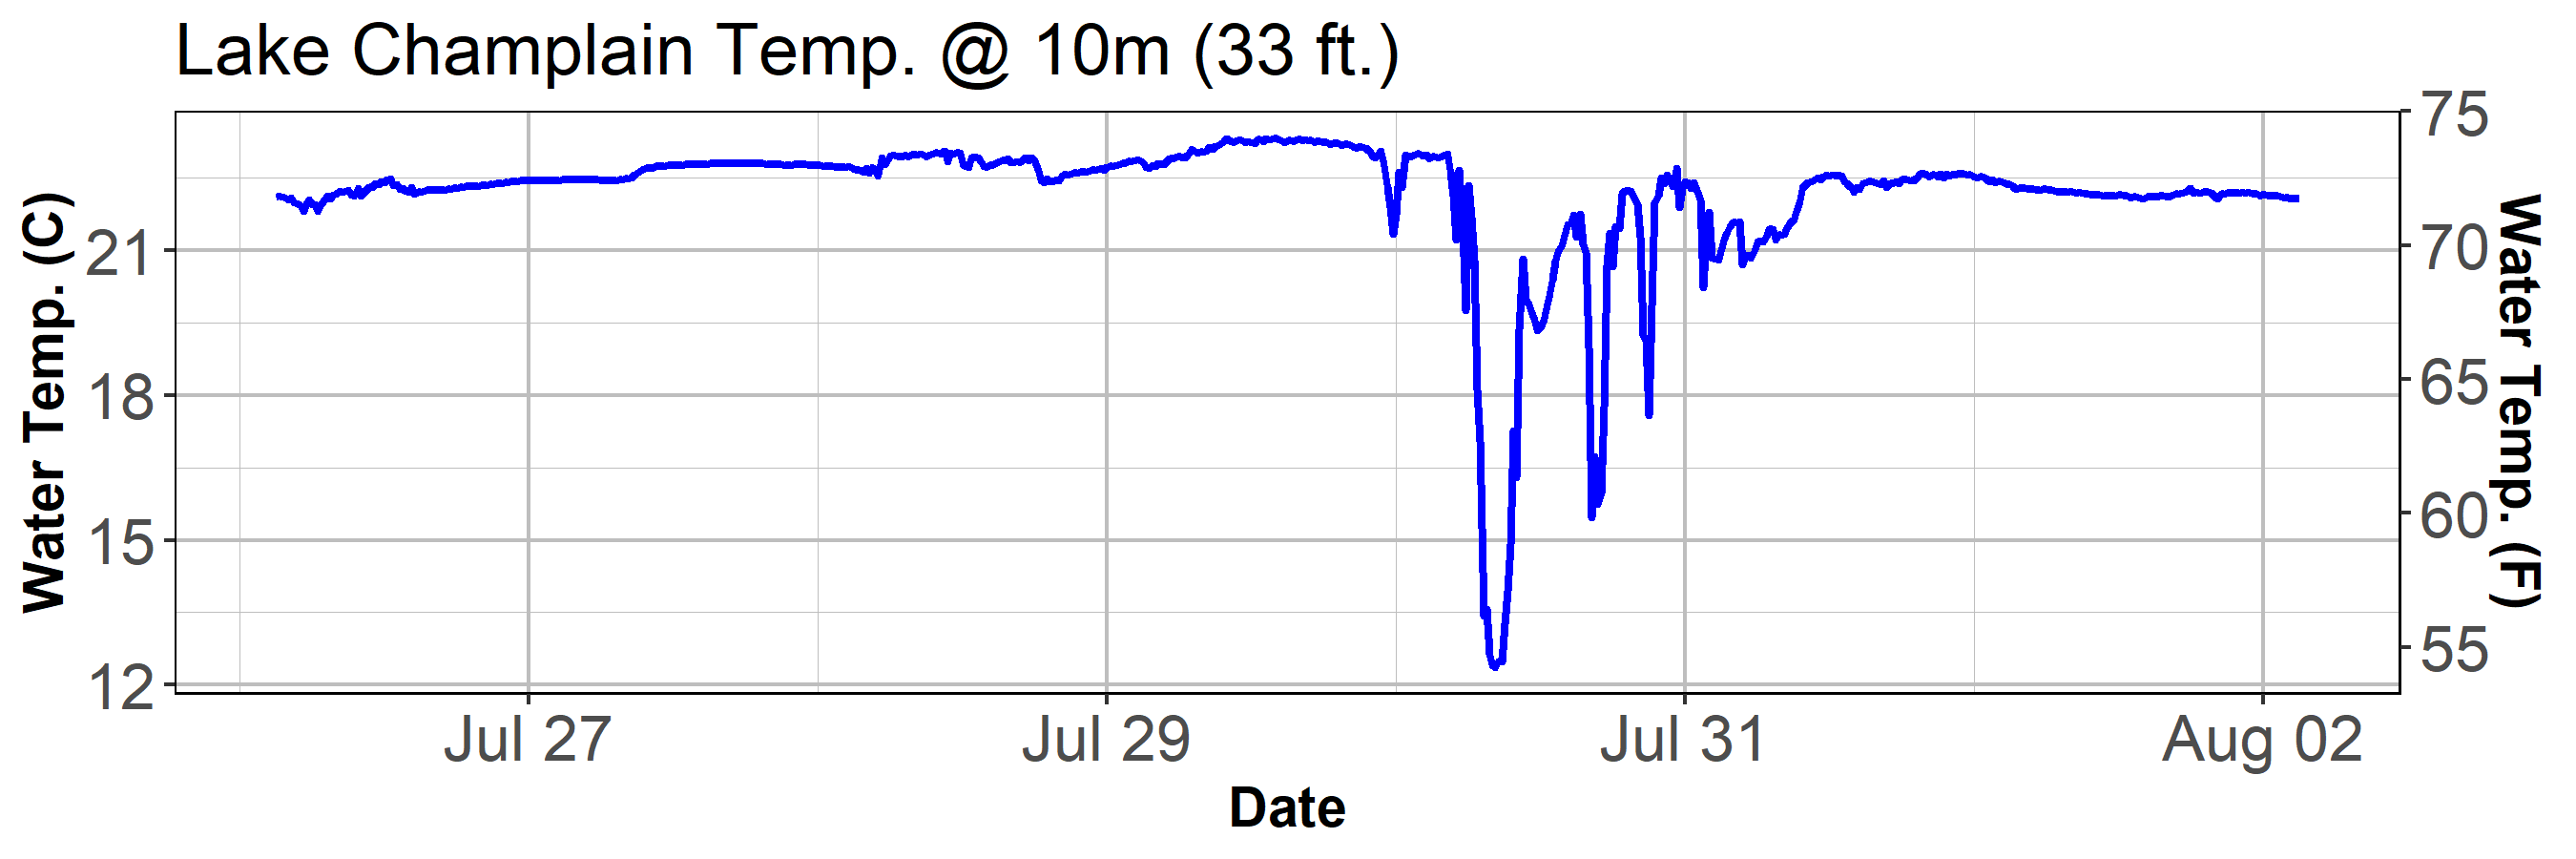 Lake Champlain Temp. @ 10m (33 ft.)
Water Temp. (C)
21
18
15
12
75
70
65
60
55
Water Temp. (F)
Jul 27
Jul 29
Jul 31
Aug 02
Date